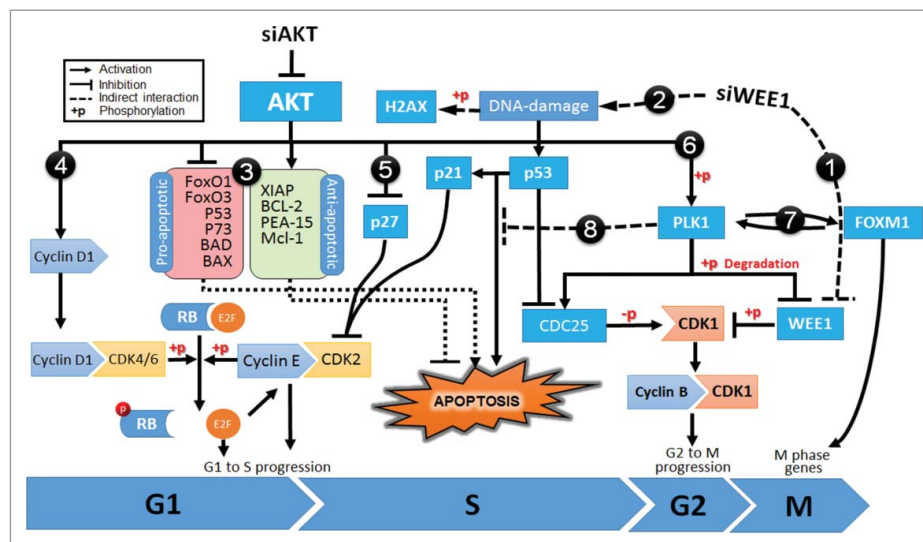 siAKT
Activation
Inhibition
Indirect interaction
+p Phosphorylation
AKT
H2AX
+p
DNA-damage
2
siWEE1
4
3
5
6
1
Pro-apoptotic
FoxO1
FoxO3
P53
P73
BAD
BAX
XIAP
BCL-2
PEA-15
Mcl-1
Anti-apoptotic
p27
p21
p53
+p
8
PLK1
7
FOXM1
Cyclin D1
+p Degradation
RB
E2F
CDC25
-p
CDK1
+p
WEE1
Cyclin D1
CDK4/6
+p
+p
Cyclin E
CDK2
APOPTOSIS
Cyclin B
CDK1
p
RB
E2F
G1 to S progression
G2 to M
progression
M phase
genes
G1
S
G2
M